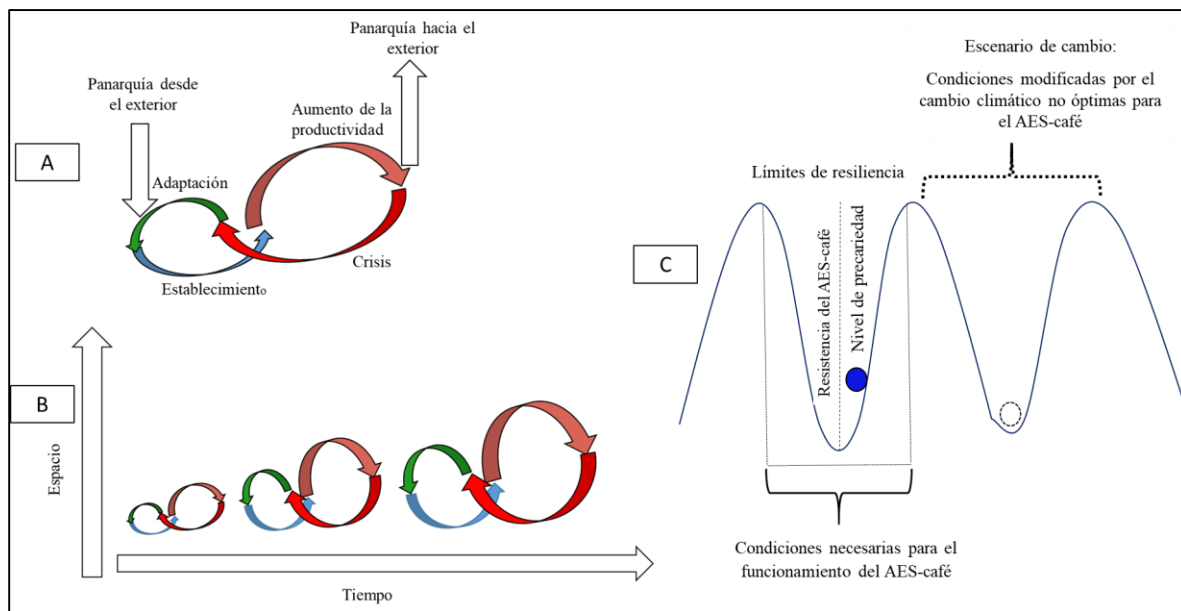 A
Panarquía desde
el exterior
Panarquía hacia el
exterior
Aumento de la
productividad
Adaptación
Crisis
Establecimiento
B
Espacio
Tiempo
C
Escenario de cambio:
Condiciones modificadas por el
cambio climático no óptimas para
el AES-café
Límites de resiliencia
Resistencia del AES-café
Nivel de precariedad
Condiciones necesarias para el
funcionamiento del AES-café